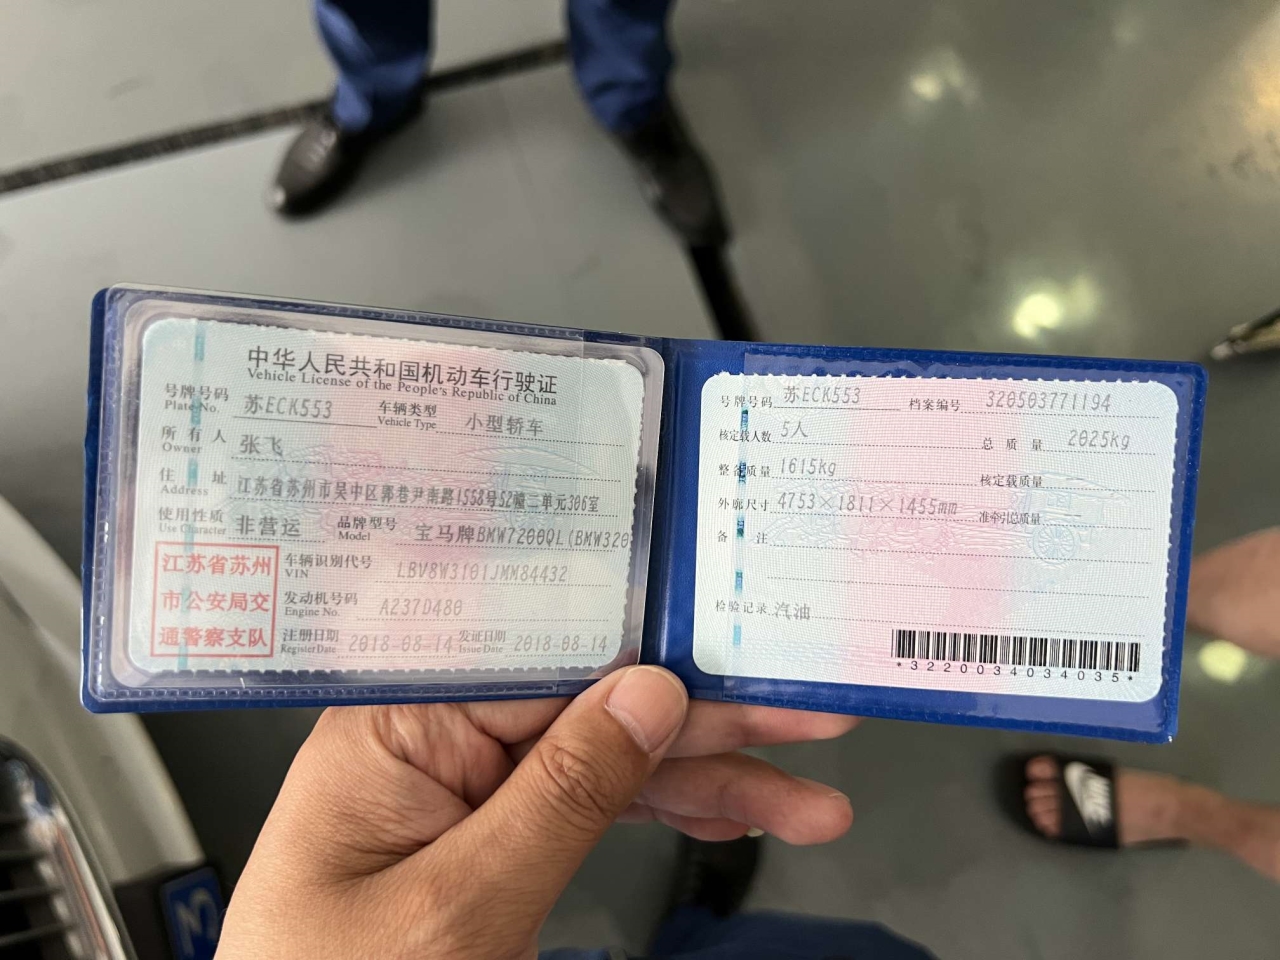 中华人民共和国机动车行驶证
Vehicle License of the People's Republic of China
号牌号码 苏ECK553 车辆类型 小型轿车
Plate No. Vehicle Type
所有人 张飞
Owner
住址 江苏省苏州市吴中区郭巷尹南路1558号52幢二单元306室
Address
使用性质 非营运 品牌型号 宝马牌BMW7200QL(BMW320
Use Character Model
江苏省苏州
市公安局交
通警察支队
车辆识别代号 LBV8W3101JMM84432
VIN
发动机号码 A237D480
Engine No.
注册日期 2018-08-14 发证日期 2018-08-14
Register Date Issue Date
号牌号码 苏ECK553 档案编号 320503771194
核定载人数 5人 总质量 2025kg
整备质量 1615kg 核定载质量
外廓尺寸 4753×1811×1455mm 准牵引总质量 —
备注
检验记录 汽油
*3220034034035*
NIKE
3